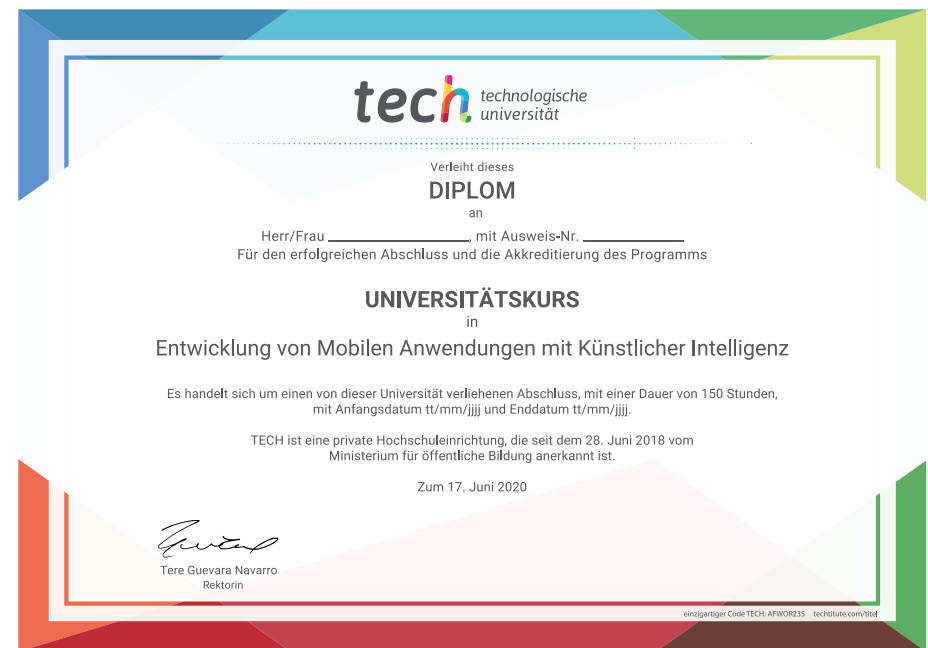 tech technologische
universität
Verleiht dieses
DIPLOM
an
Herr/Frau ____________________, mit Ausweis-Nr. ______________
Für den erfolgreichen Abschluss und die Akkreditierung des Programms
UNIVERSITÄTSKURS
in
Entwicklung von Mobilen Anwendungen mit Künstlicher Intelligenz
Es handelt sich um einen von dieser Universität verliehenen Abschluss, mit einer Dauer von 150 Stunden,
mit Anfangsdatum tt/mm/jjjj und Enddatum tt/mm/jjjj.
TECH ist eine private Hochschuleinrichtung, die seit dem 28. Juni 2018 vom
Ministerium für öffentliche Bildung anerkannt ist.
Zum 17. Juni 2020
Tere Guevara Navarro
Rektorin
einzigartiger Code TECH: AFWOR23S techtitute.com/titel